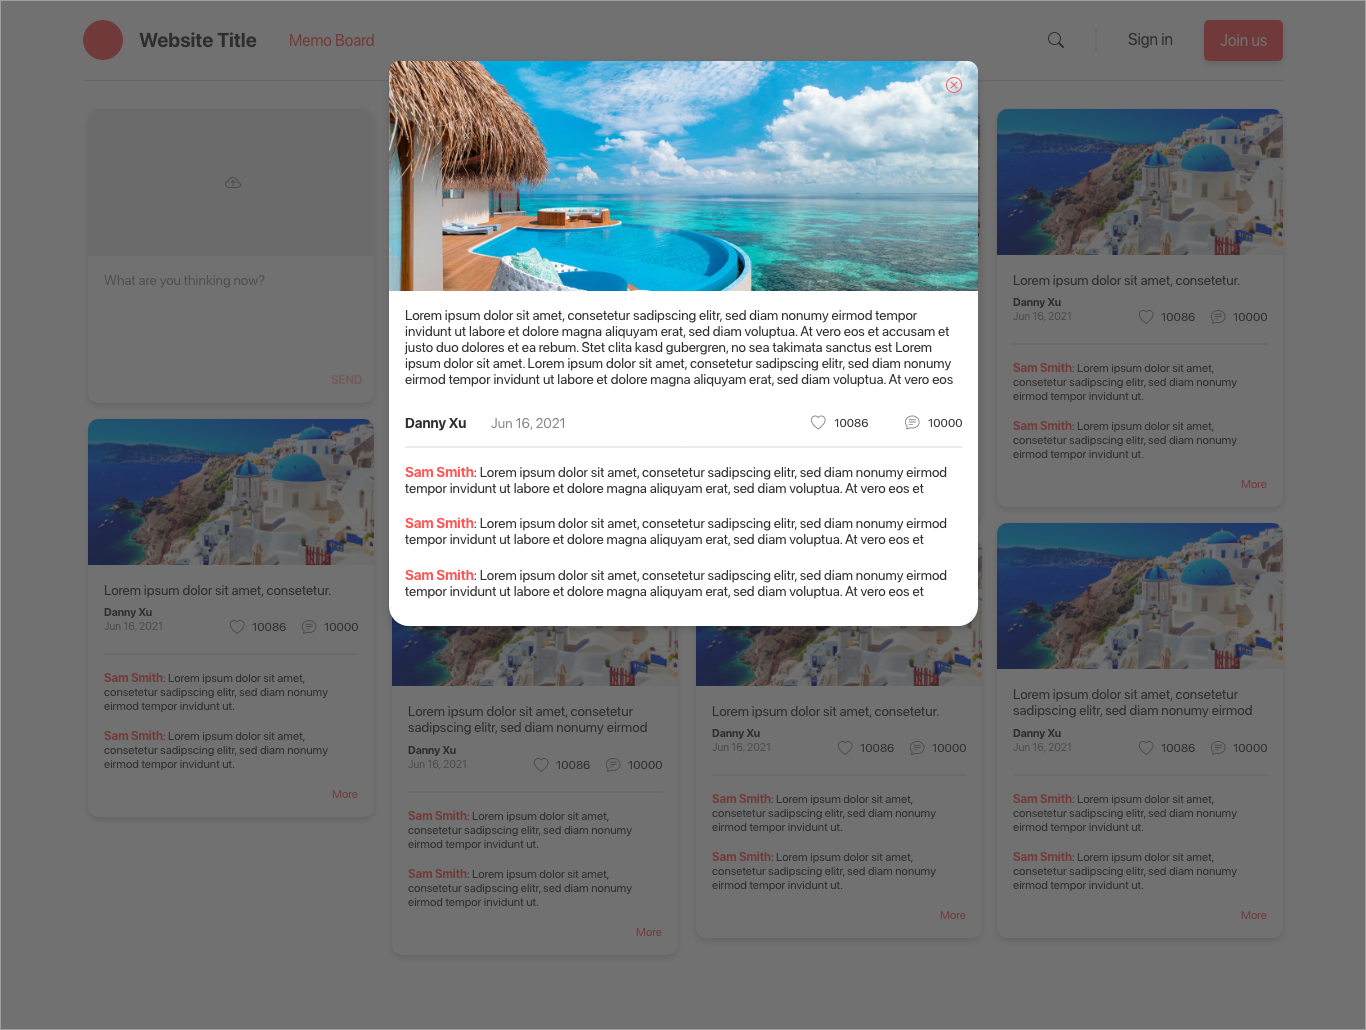 Website Title
Memo Board
Sign in
Join us
What are you thinking now?
SEND
Lorem ipsum dolor sit amet, consetetur.
Danny Xu
Jun 16, 2021
10086
10000
Sam Smith: Lorem ipsum dolor sit amet,
consetetur sadipscing elitr, sed diam nonumy
eirmod tempor invidunt ut.
Sam Smith: Lorem ipsum dolor sit amet,
consetetur sadipscing elitr, sed diam nonumy
eirmod tempor invidunt ut.
More
Lorem ipsum dolor sit amet, consetetur sadipscing elitr, sed diam nonumy eirmod tempor
invidunt ut labore et dolore magna aliquyam erat, sed diam voluptua. At vero eos et accusam et
justo duo dolores et ea rebum. Stet clita kasd gubergren, no sea takimata sanctus est Lorem
ipsum dolor sit amet. Lorem ipsum dolor sit amet, consetetur sadipscing elitr, sed diam nonumy
eirmod tempor invidunt ut labore et dolore magna aliquyam erat, sed diam voluptua. At vero eos
Danny Xu
Jun 16, 2021
10086
10000
Sam Smith: Lorem ipsum dolor sit amet, consetetur sadipscing elitr, sed diam nonumy eirmod
tempor invidunt ut labore et dolore magna aliquyam erat, sed diam voluptua. At vero eos et
Sam Smith: Lorem ipsum dolor sit amet, consetetur sadipscing elitr, sed diam nonumy eirmod
tempor invidunt ut labore et dolore magna aliquyam erat, sed diam voluptua. At vero eos et
Sam Smith: Lorem ipsum dolor sit amet, consetetur sadipscing elitr, sed diam nonumy eirmod
tempor invidunt ut labore et dolore magna aliquyam erat, sed diam voluptua. At vero eos et
Lorem ipsum dolor sit amet, consetetur
sadipscing elitr, sed diam nonumy eirmod
Danny Xu
Jun 16, 2021
10086
10000
Sam Smith: Lorem ipsum dolor sit amet,
consetetur sadipscing elitr, sed diam nonumy
eirmod tempor invidunt ut.
Sam Smith: Lorem ipsum dolor sit amet,
consetetur sadipscing elitr, sed diam nonumy
eirmod tempor invidunt ut.
More
Lorem ipsum dolor sit amet, consetetur.
Danny Xu
Jun 16, 2021
10086
10000
Sam Smith: Lorem ipsum dolor sit amet,
consetetur sadipscing elitr, sed diam nonumy
eirmod tempor invidunt ut.
Sam Smith: Lorem ipsum dolor sit amet,
consetetur sadipscing elitr, sed diam nonumy
eirmod tempor invidunt ut.
More
Lorem ipsum dolor sit amet, consetetur.
Danny Xu
Jun 16, 2021
10086
10000
Sam Smith: Lorem ipsum dolor sit amet,
consetetur sadipscing elitr, sed diam nonumy
eirmod tempor invidunt ut.
Sam Smith: Lorem ipsum dolor sit amet,
consetetur sadipscing elitr, sed diam nonumy
eirmod tempor invidunt ut.
More
Lorem ipsum dolor sit amet, consetetur
sadipscing elitr, sed diam nonumy eirmod
Danny Xu
Jun 16, 2021
10086
10000
Sam Smith: Lorem ipsum dolor sit amet,
consetetur sadipscing elitr, sed diam nonumy
eirmod tempor invidunt ut.
Sam Smith: Lorem ipsum dolor sit amet,
consetetur sadipscing elitr, sed diam nonumy
eirmod tempor invidunt ut.
More